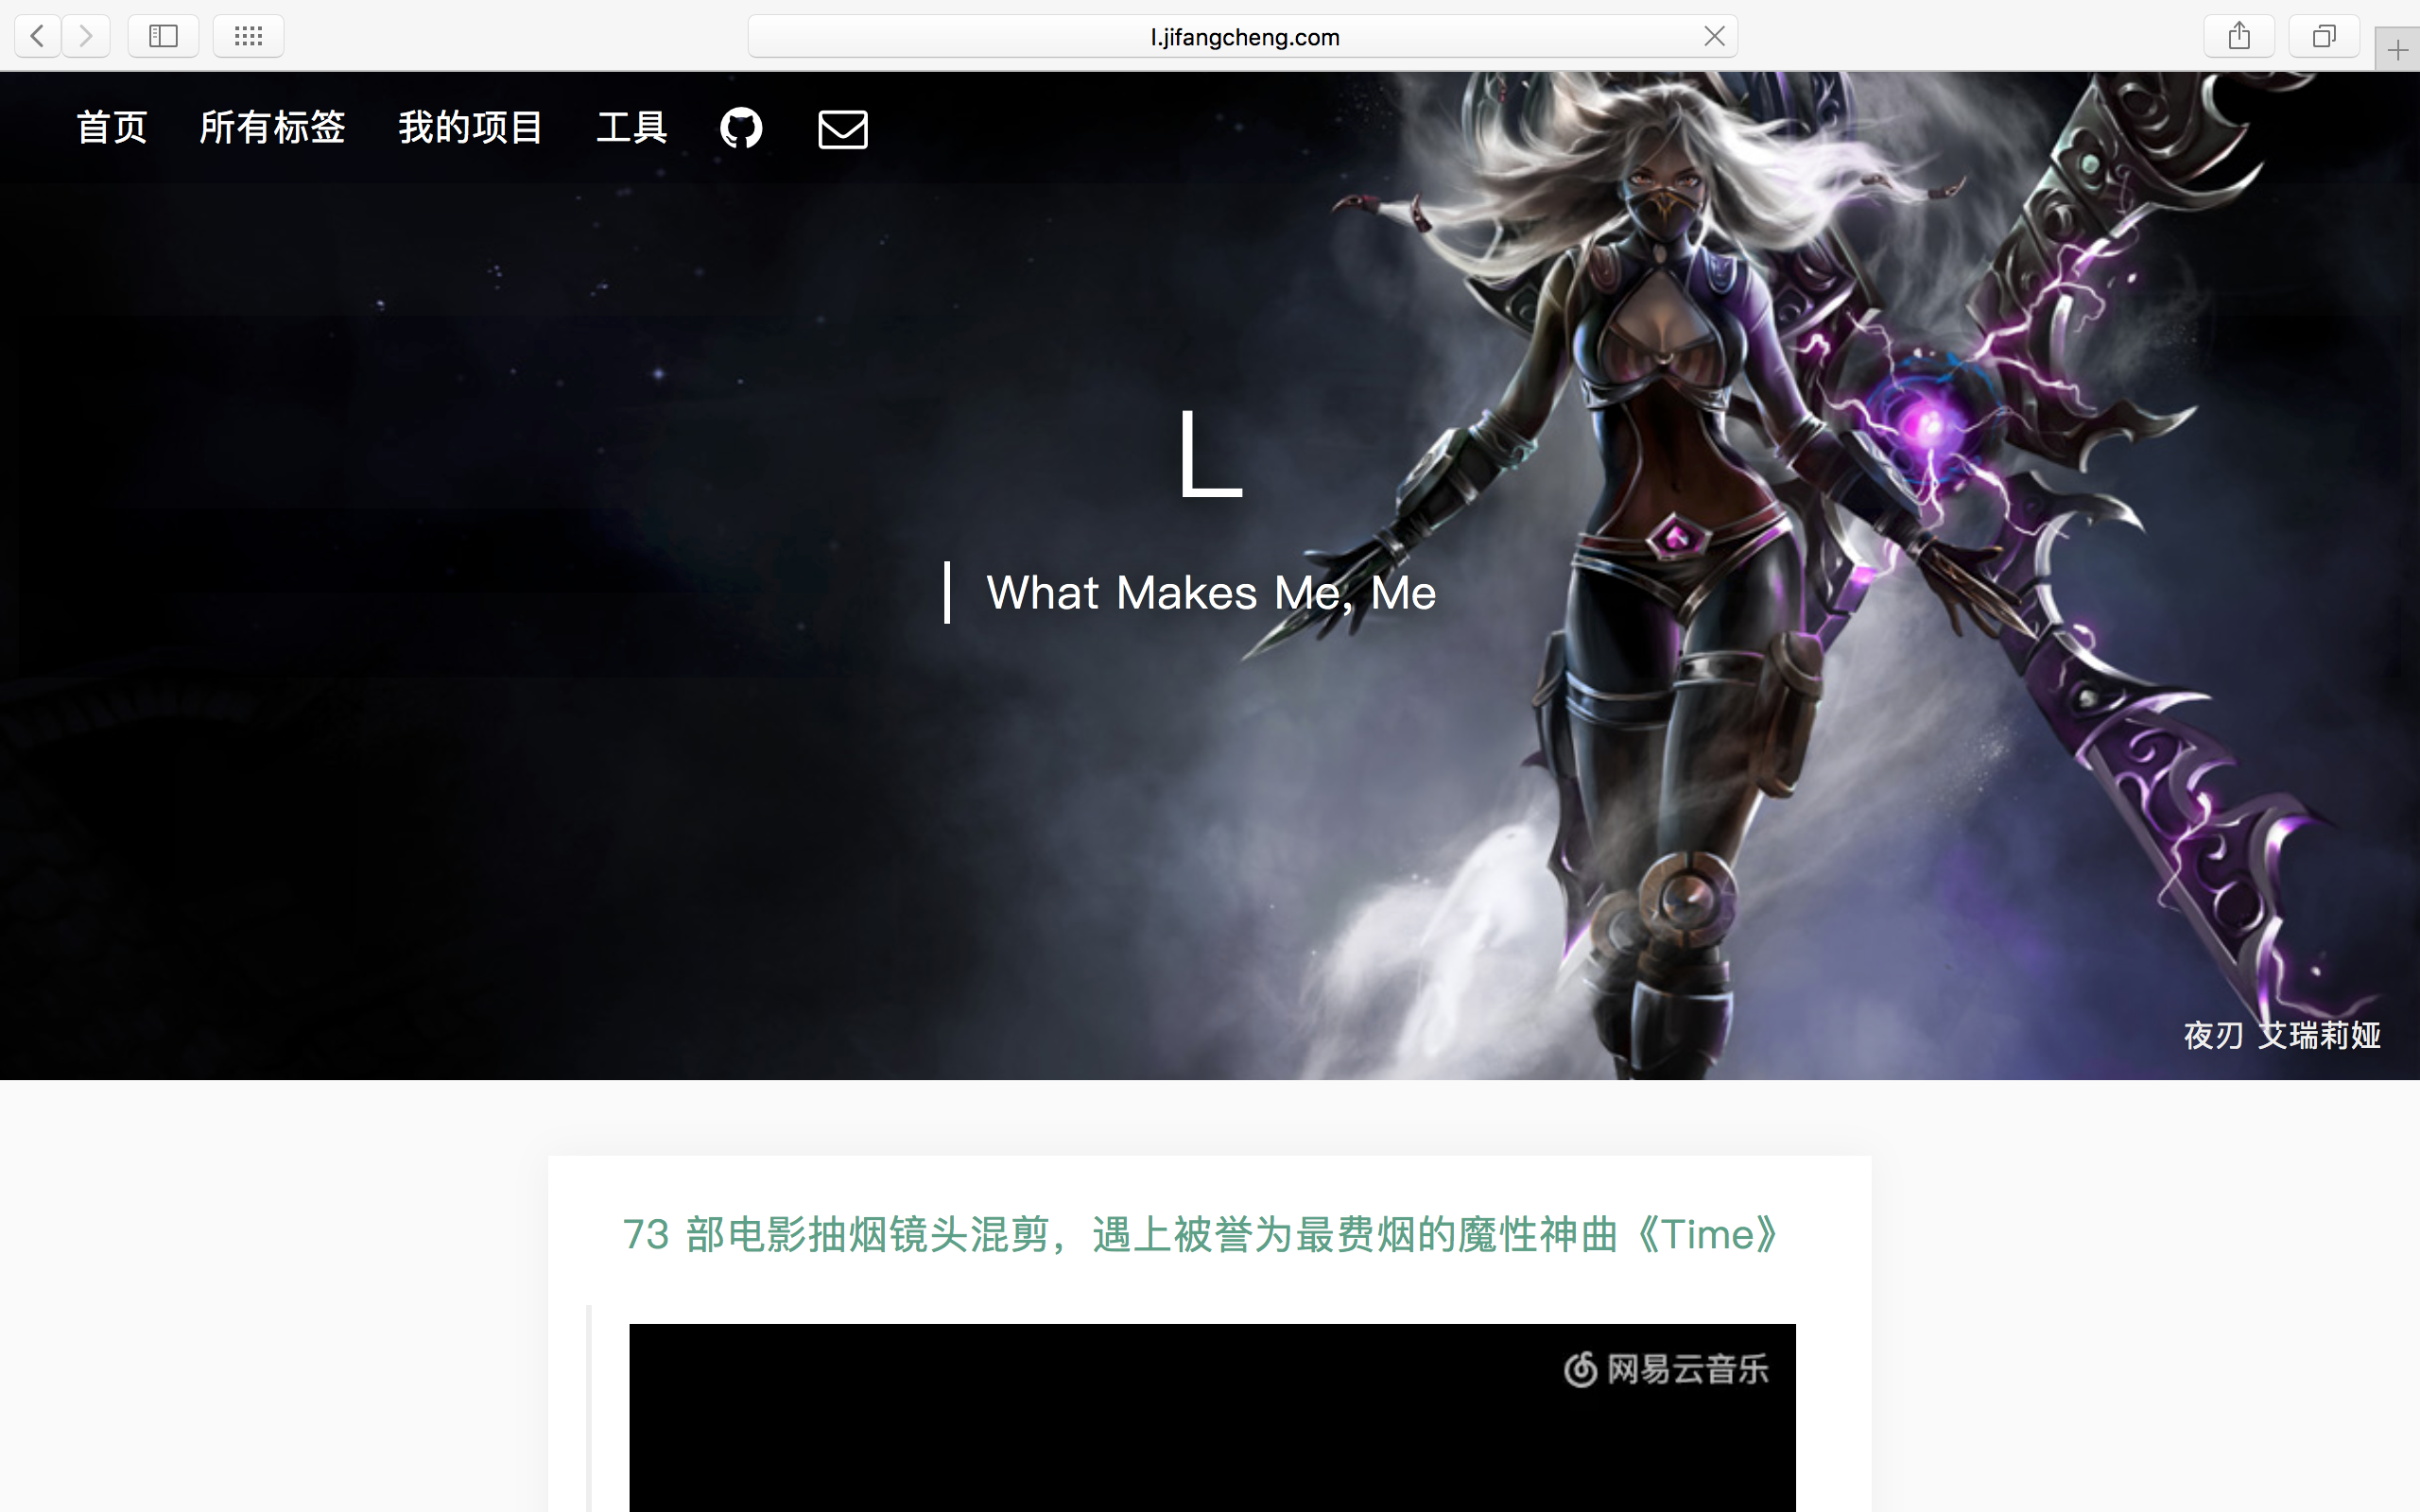 l.jifangcheng.com
首页 所有标签 我的项目 工具
L
What Makes Me, Me
夜刃 艾瑞莉娅
73 部电影抽烟镜头混剪，遇上被誉为最费烟的魔性神曲《Time》
网易云音乐